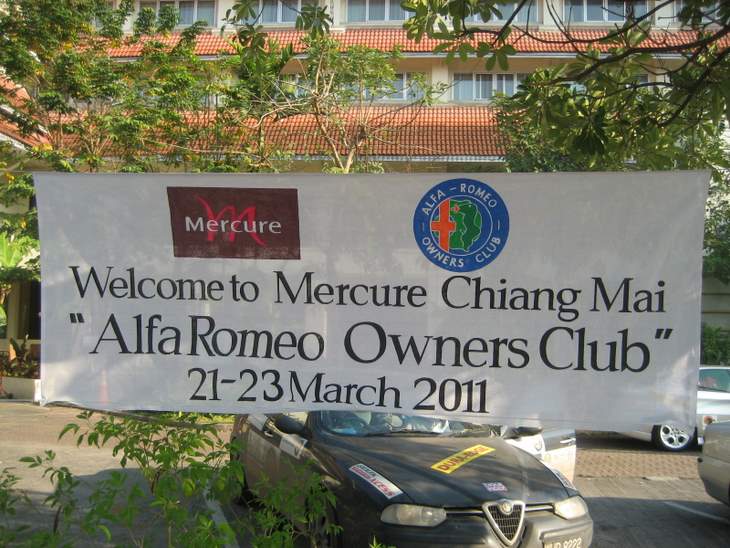 Mercure
ALFA-ROMEO
OWNERS CLUB
Welcome to Mercure Chiang Mai
"Alfa Romeo Owners Club"
21-23 March 2011